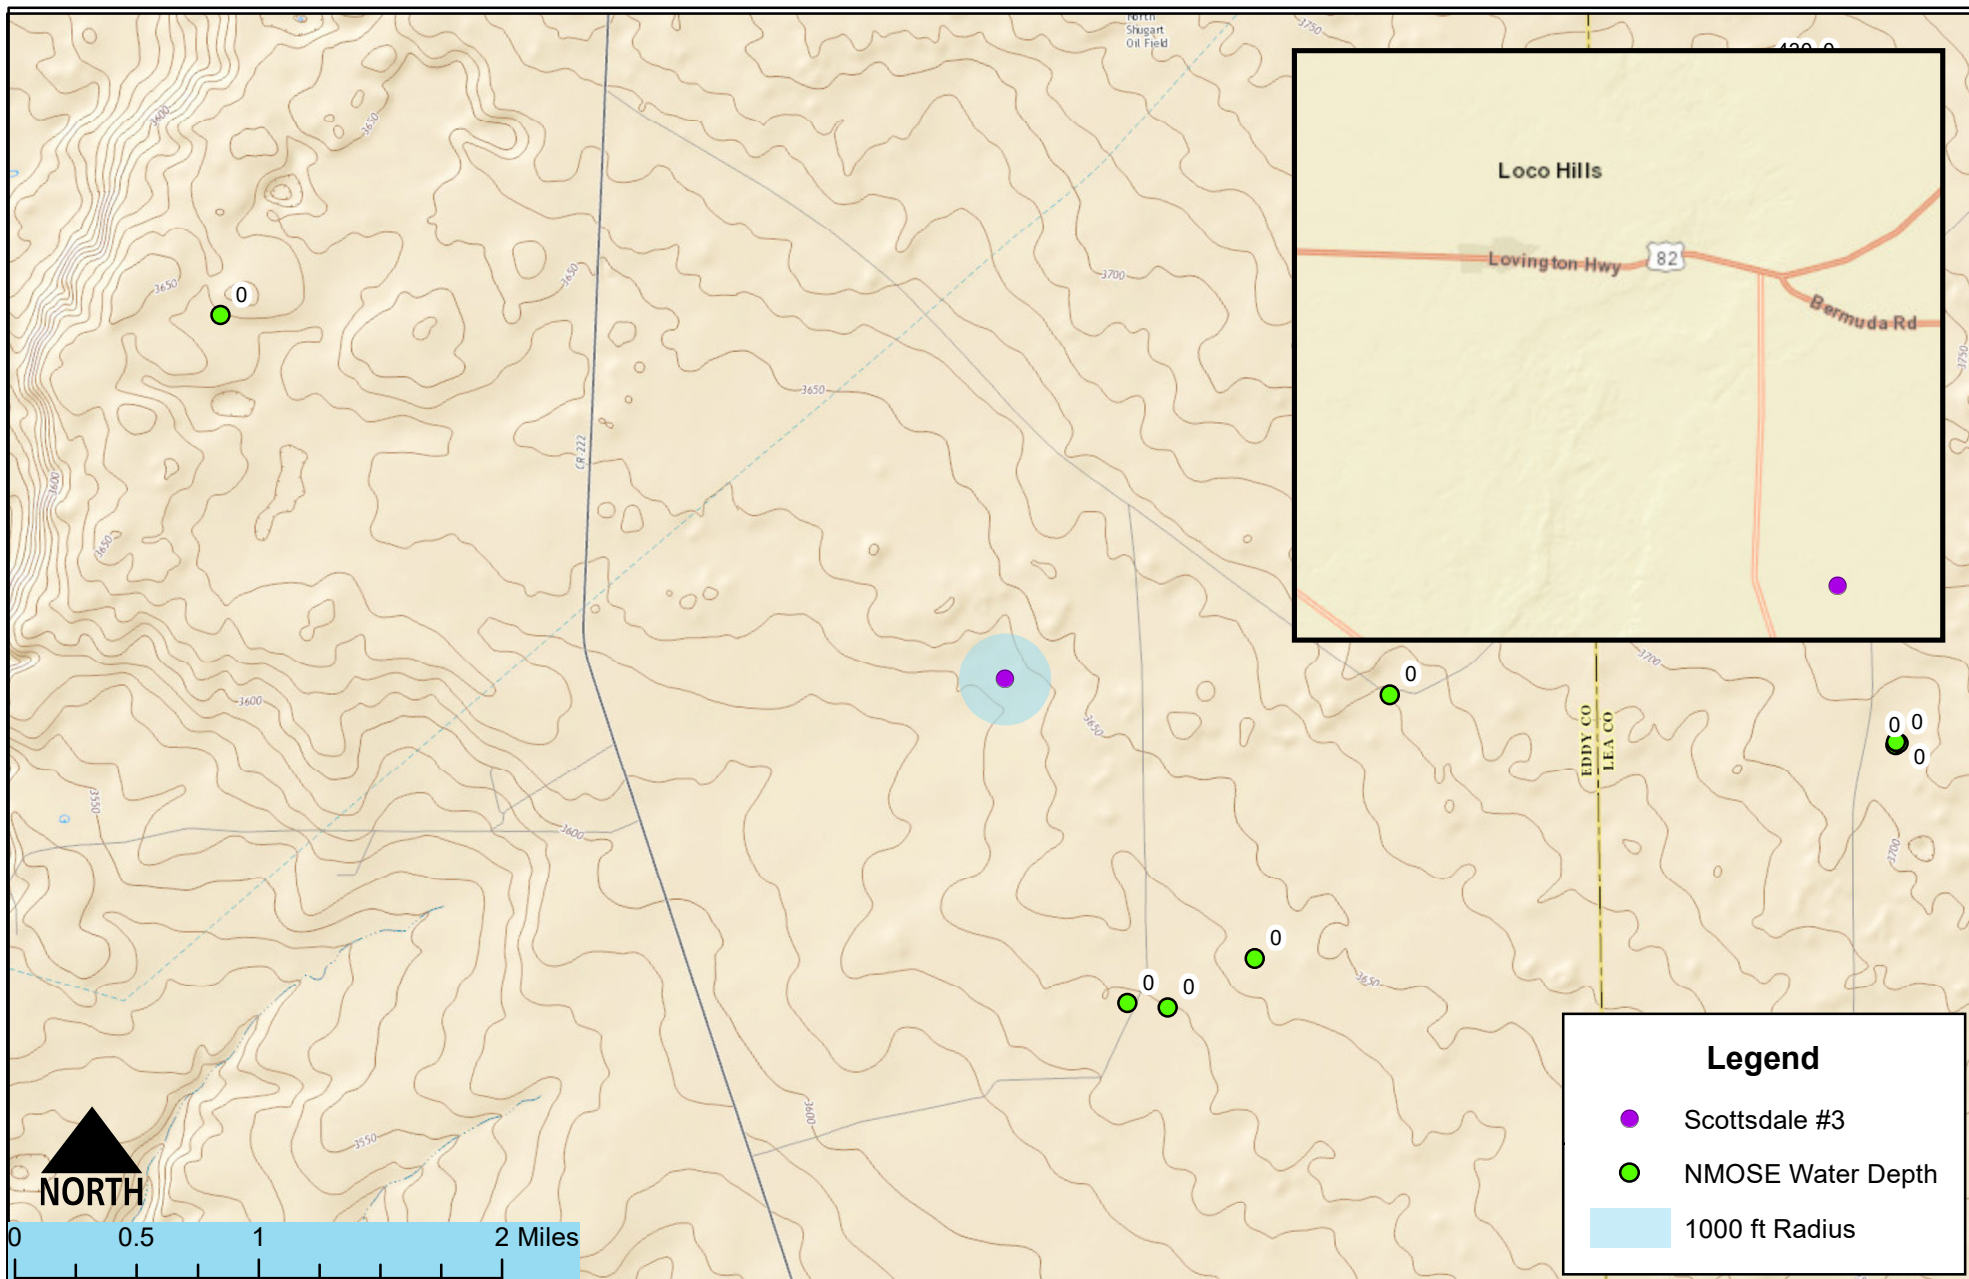 North
Shugart
Oil Field
3750
3600
3650
Loco Hills
Lovington Hwy
82
Bermuda Rd
3650
3650
0
3700
3650
3750
CR-222
3600
3650
3700
0
3600
3650
EDDY CO
LEA CO
0
0
0
3550
3600
3700
0
3650
0
0
3600
3550
NORTH
0
0.5
1
2 Miles
Legend
Scottsdale #3
NMOSE Water Depth
1000 ft Radius